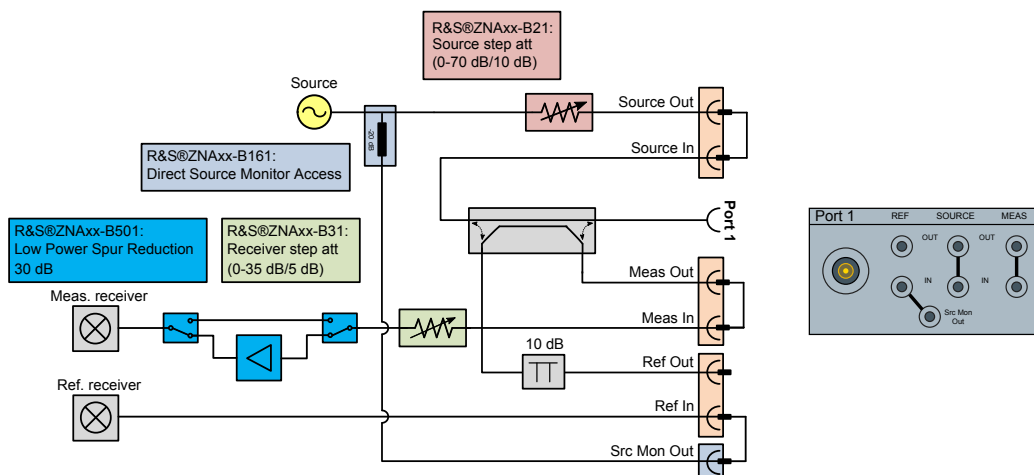 R&S®ZNAxx-B21:
Source step att
(0-70 dB/10 dB)
Source
Source Out
-20 dB
Source In
R&S®ZNAxx-B161:
Direct Source Monitor Access
Port 1
Port 1
REF
SOURCE
MEAS
OUT
OUT
IN
IN
Src Mon
Out
R&S®ZNAxx-B501:
Low Power Spur Reduction
30 dB
R&S®ZNAxx-B31:
Receiver step att
(0-35 dB/5 dB)
Meas Out
Meas. receiver
Meas In
10 dB
Ref Out
Ref. receiver
Ref In
Src Mon Out